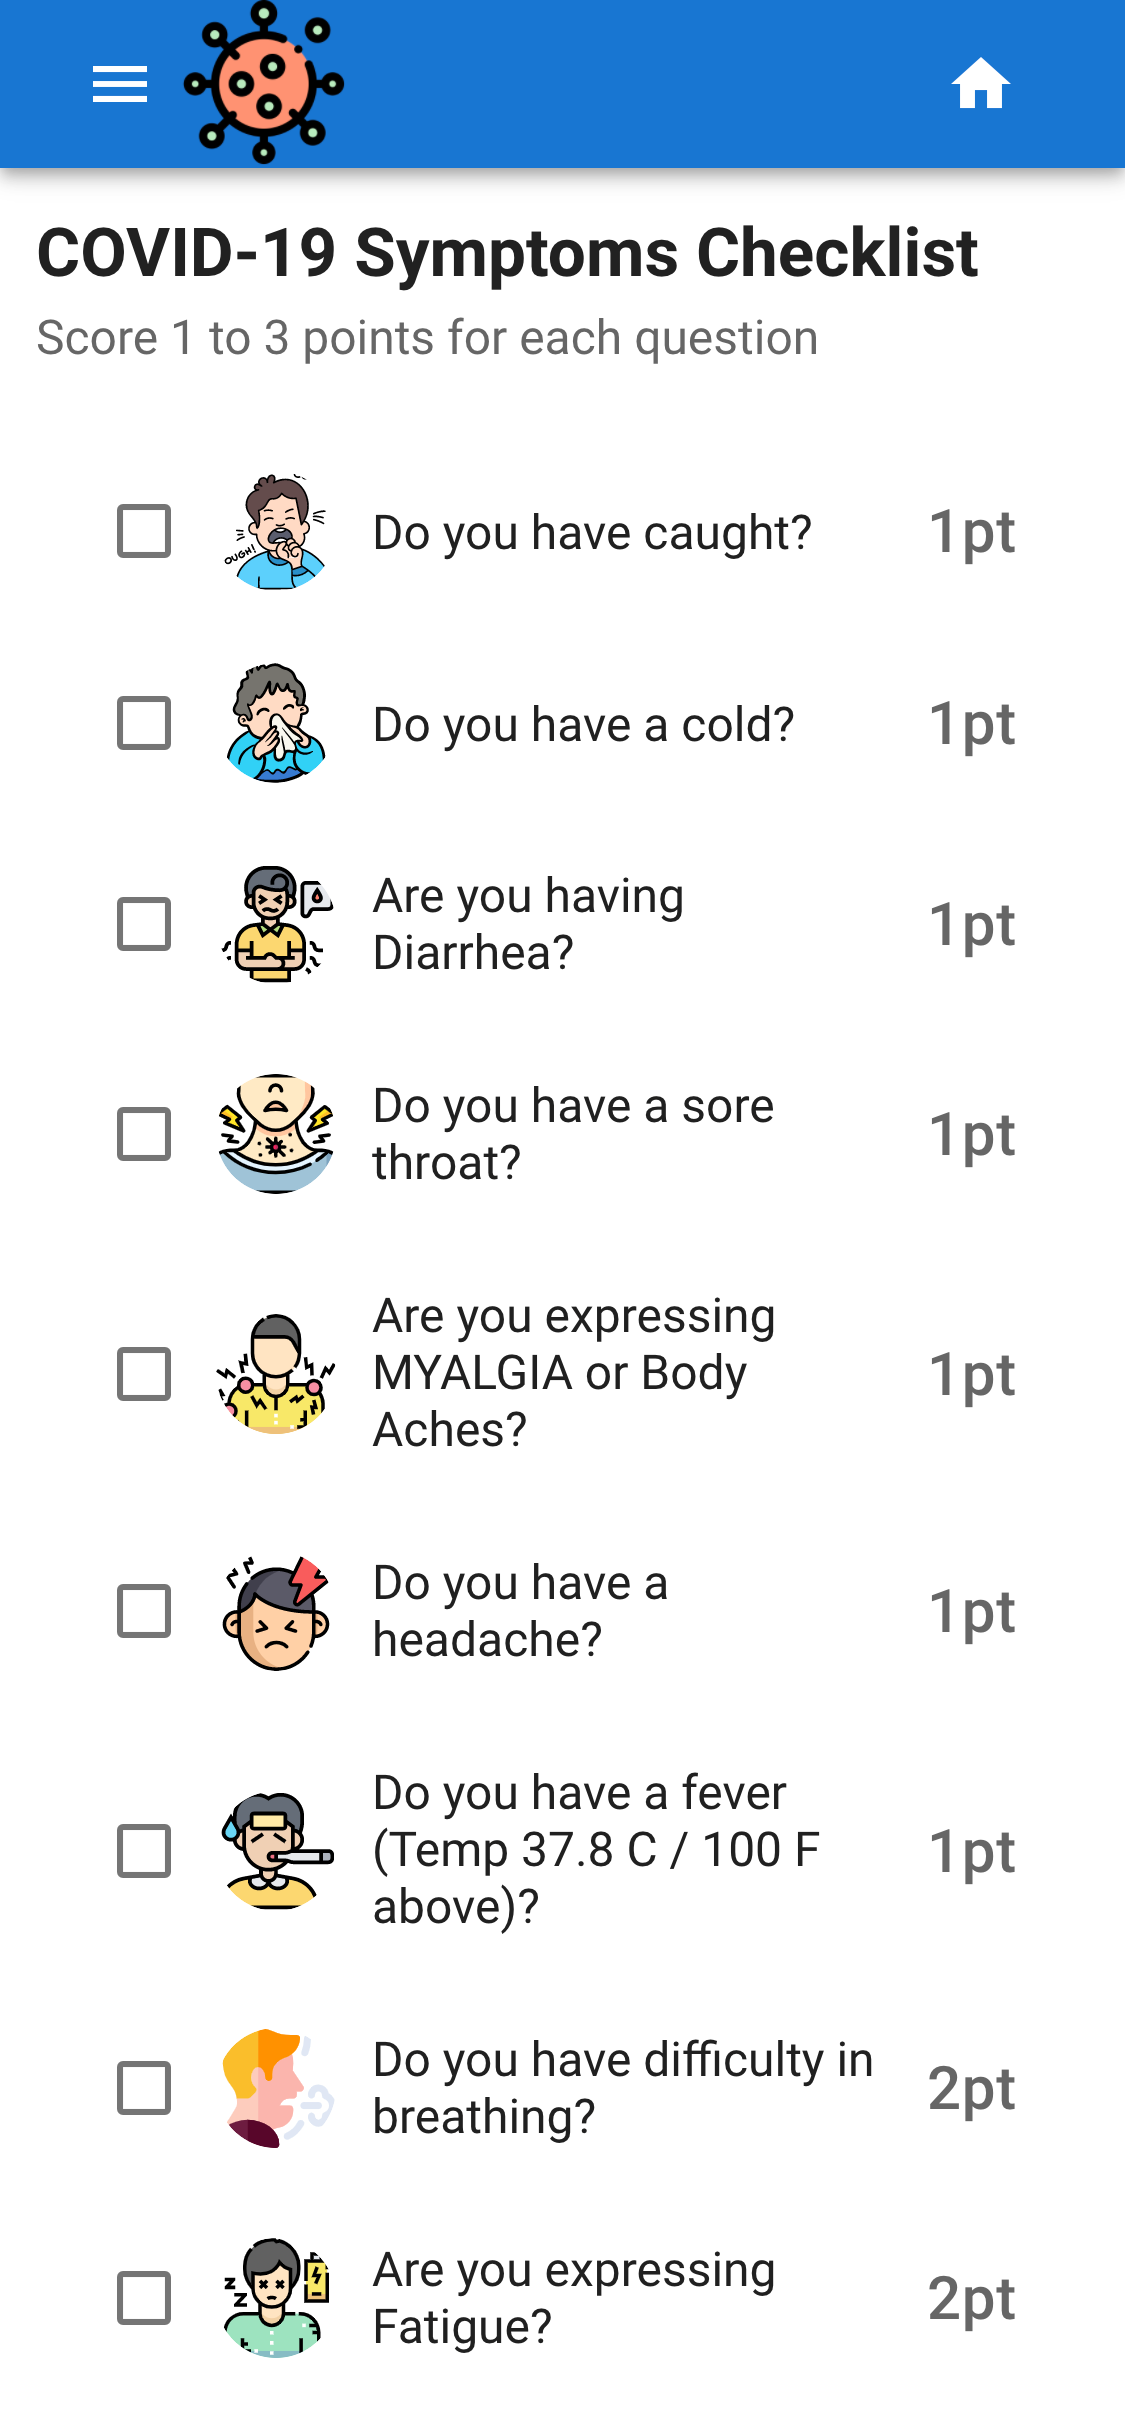 COVID-19 Symptoms Checklist
Score 1 to 3 points for each question
OUGH!
Do you have caught?
1pt
Do you have a cold?
1pt
Are you having
Diarrhea?
1pt
Do you have a sore
throat?
1pt
Are you expressing
MYALGIA or Body
Aches?
1pt
Do you have a
headache?
1pt
Do you have a fever
(Temp 37.8 C / 100 F
above)?
1pt
Do you have difficulty in
breathing?
2pt
z
z
Are you expressing
Fatigue?
2pt